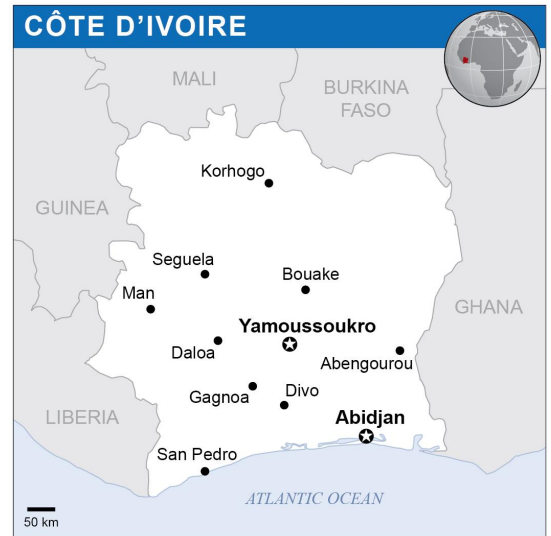 CÔTE D’IVOIRE
MALI
BURKINA
FASO
Korhogo
GUINEA
Seguela
Bouake
Man
GHANA
Yamoussoukro
Daloa
Abengourou
Gagnoa
Divo
LIBERIA
Abidjan
San Pedro
ATLANTIC OCEAN
50 km